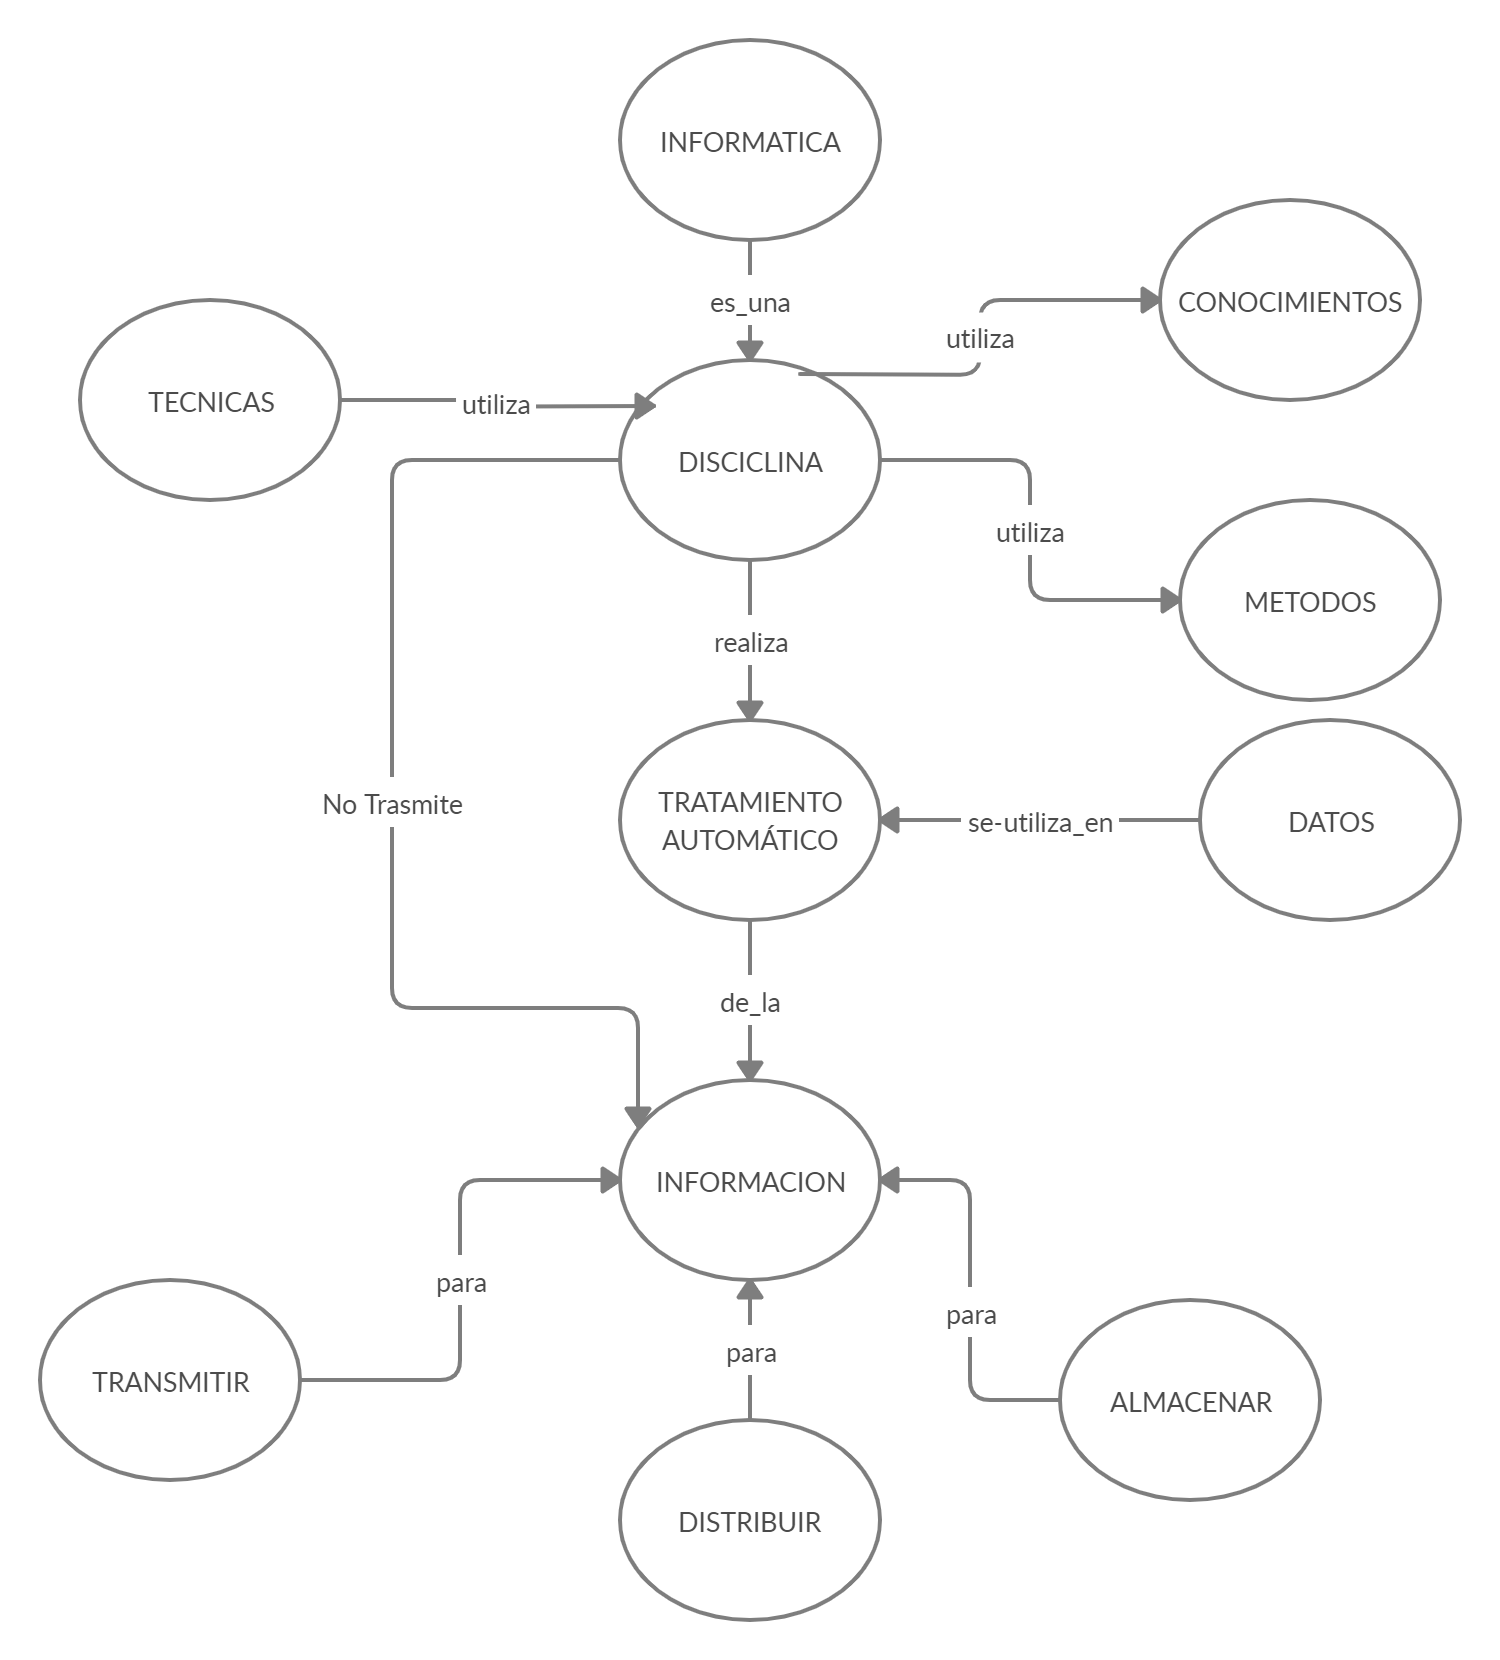 INFORMATICA
es_una
CONOCIMIENTOS
utiliza
TECNICAS
utiliza
DISCICLINA
utiliza
METODOS
realiza
No Trasmite
TRATAMIENTO
AUTOMÁTICO
se-utiliza_en
DATOS
de_la
INFORMACION
para
para
para
TRANSMITIR
ALMACENAR
DISTRIBUIR